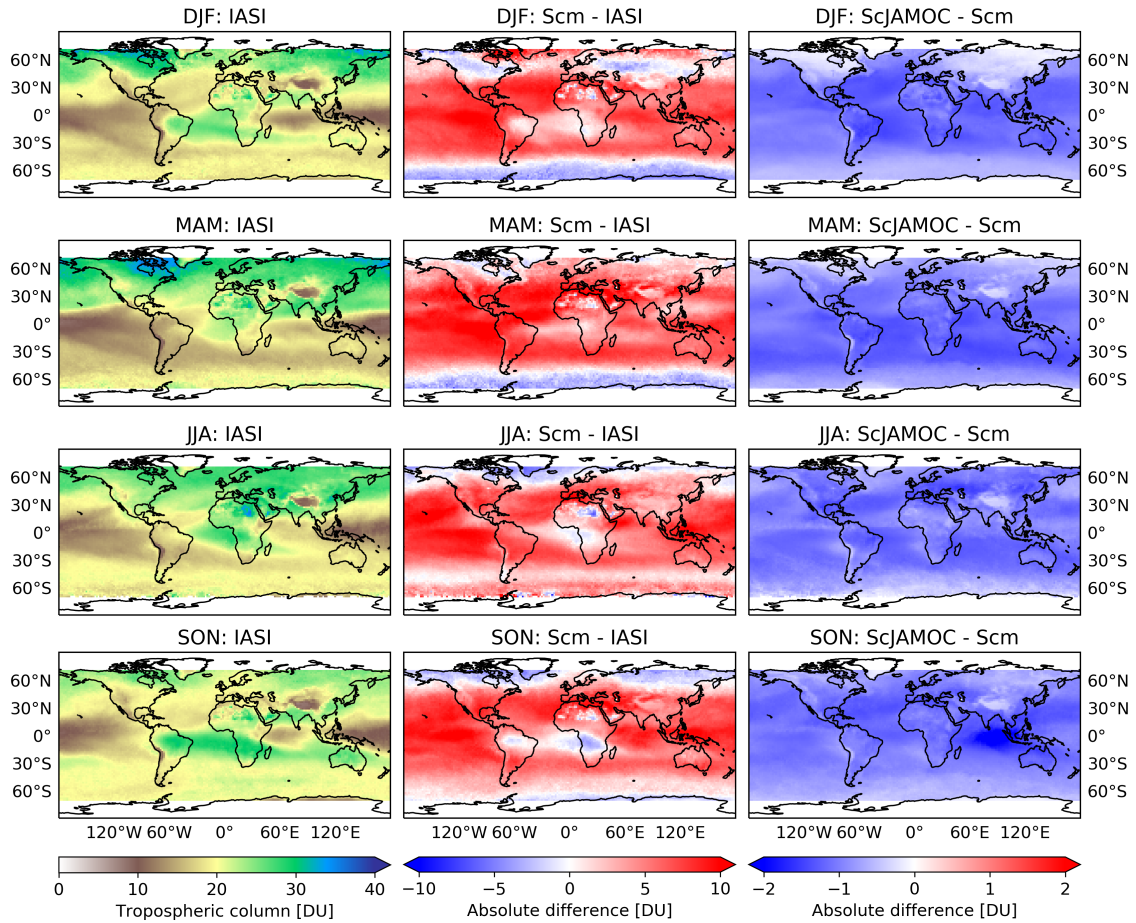 DJF: IASI DJF: Scm - IASI DJF: ScJAMOC - Scm
60°N 60°N
30°N 30°N
0° 0°
30°S 30°S
60°S 60°S
MAM: IASI MAM: Scm - IASI MAM: ScJAMOC - Scm
60°N 60°N
30°N 30°N
0° 0°
30°S 30°S
60°S 60°S
JJA: IASI JJA: Scm - IASI JJA: ScJAMOC - Scm
60°N 60°N
30°N 30°N
0° 0°
30°S 30°S
60°S 60°S
SON: IASI SON: Scm - IASI SON: ScJAMOC - Scm
60°N 60°N
30°N 30°N
0° 0°
30°S 30°S
60°S 60°S
120°W 60°W 0° 60°E 120°E 120°W 60°W 0° 60°E 120°E 120°W 60°W 0° 60°E 120°E
0 10 20 30 40 −10 −5 0 5 10 −2 −1 0 1 2
Tropospheric column [DU] Absolute difference [DU] Absolute difference [DU]